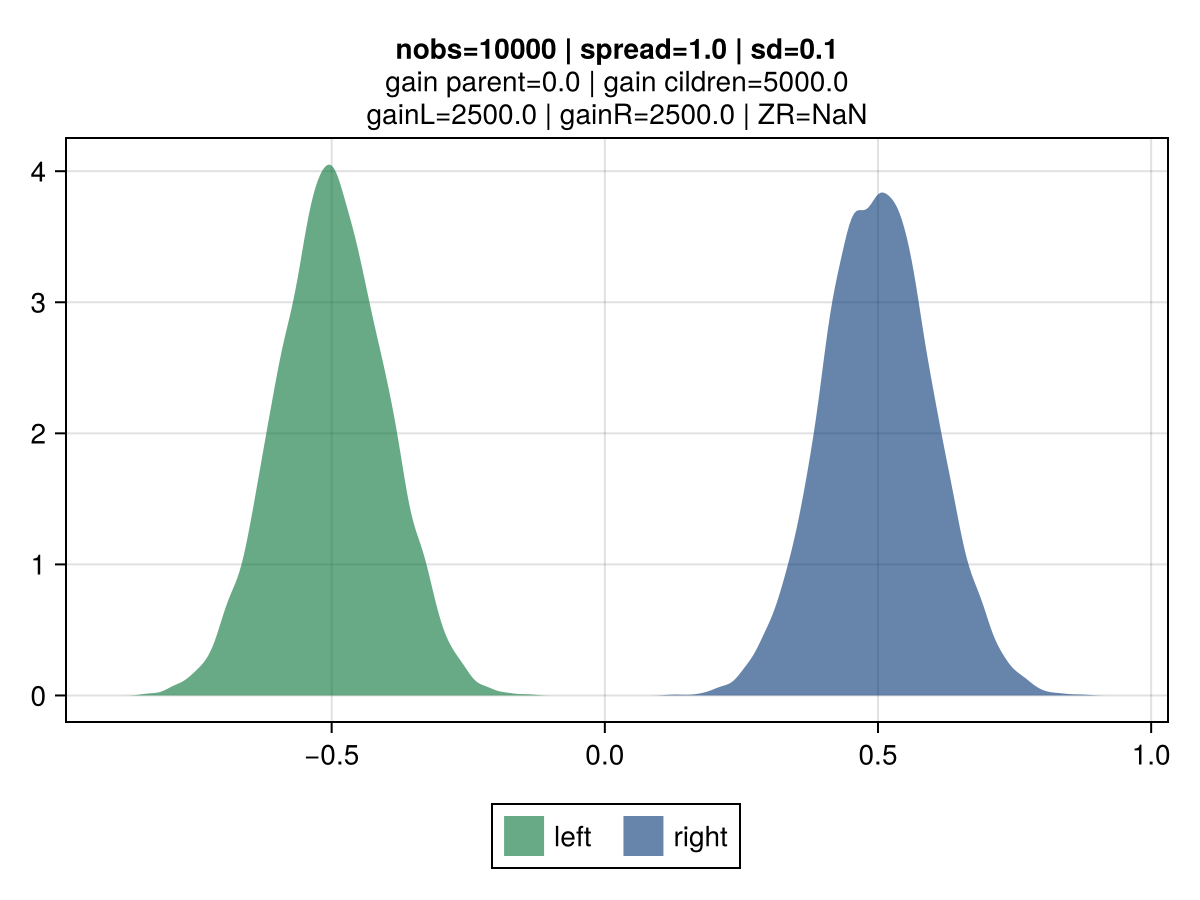 nobs=10000 | spread=1.0 | sd=0.1
gain parent=0.0 | gain cildren=5000.0
gainL=2500.0 | gainR=2500.0 | ZR=NaN
4
3
2
1
0
−0.5 0.0 0.5 1.0
left right